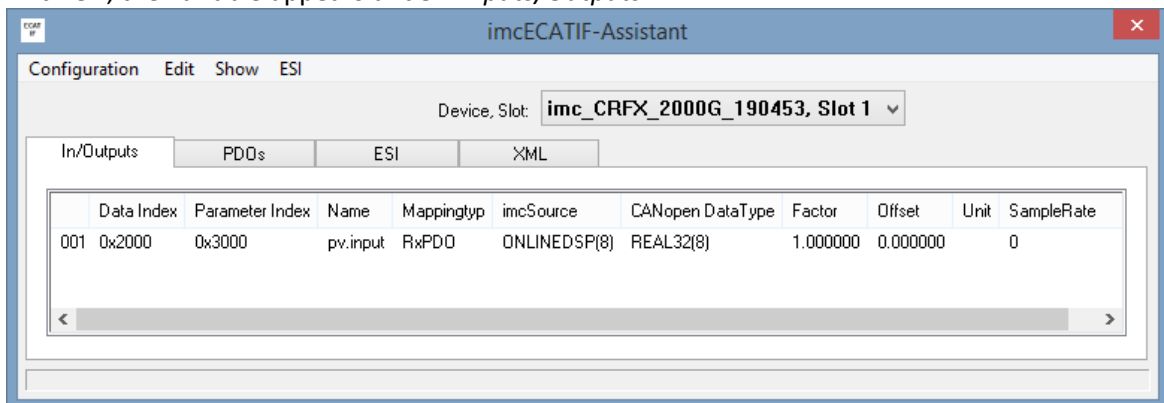 ECAT
IF
imcECATIF-Assistant
Configuration Edit Show ESI
Device, Slot: imc_CRFX_2000G_190453, Slot 1
In/Outputs PDOs ESI XML
Data Index Parameter Index Name Mappingtyp imcSource CANopen DataType Factor Offset Unit SampleRate
001 0x2000 0x3000 pv.input RxPDO ONLINEDSP(8) REAL32(8) 1.000000 0.000000 0